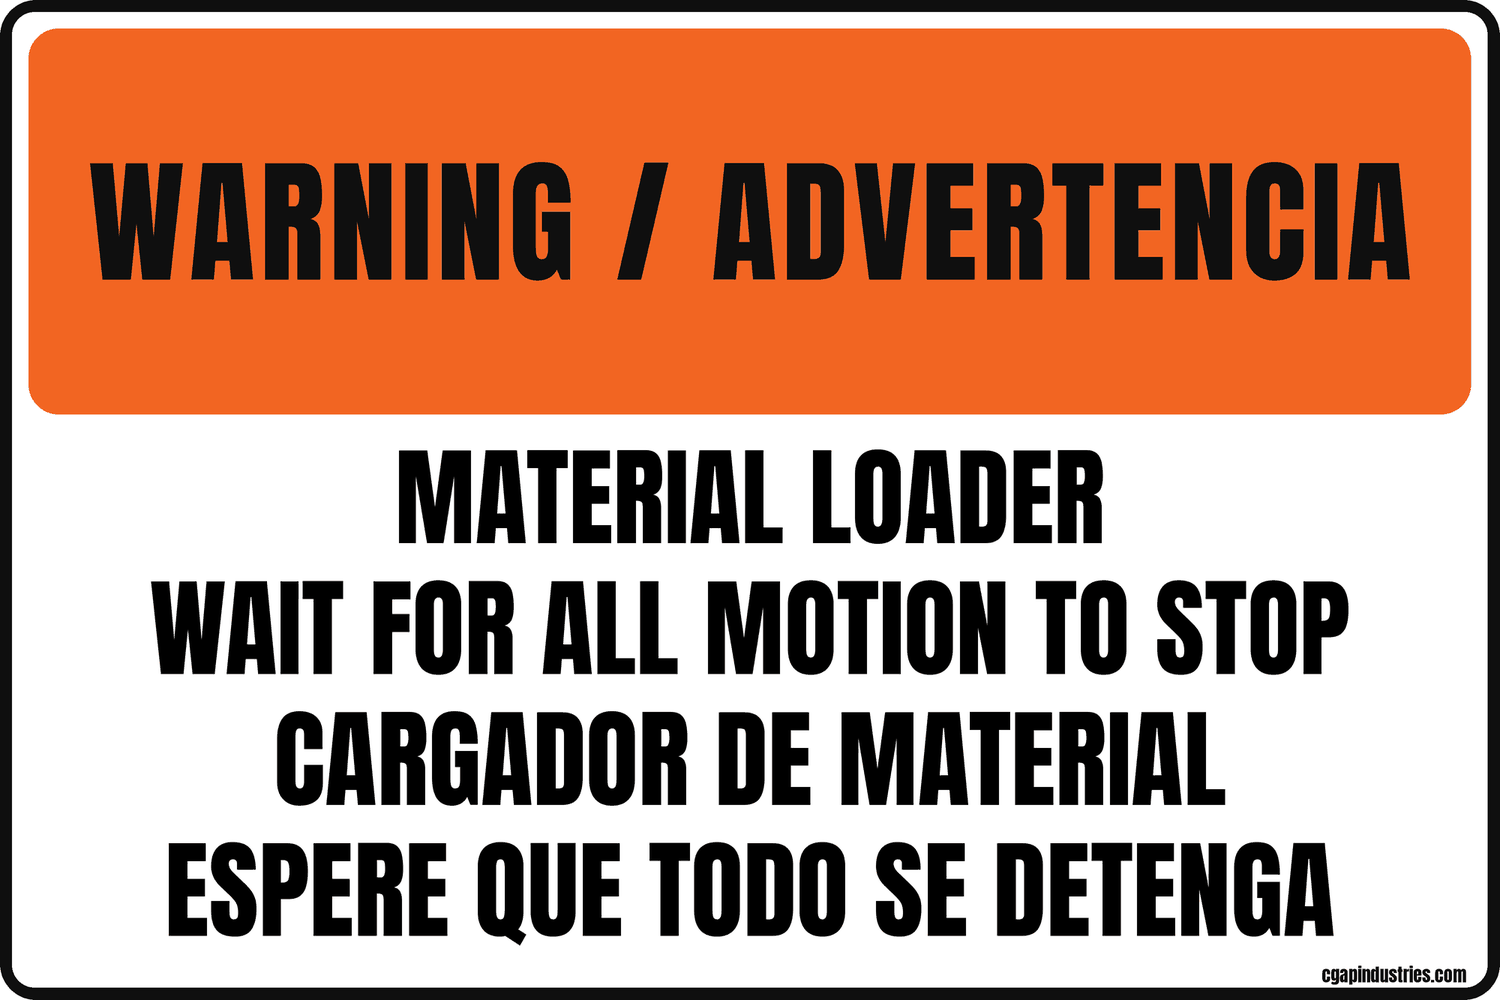 WARNING / ADVERTENCIA
MATERIAL LOADER
WAIT FOR ALL MOTION TO STOP
CARGADOR DE MATERIAL
ESPERE QUE TODO SE DETENGA
cgapindustries.com